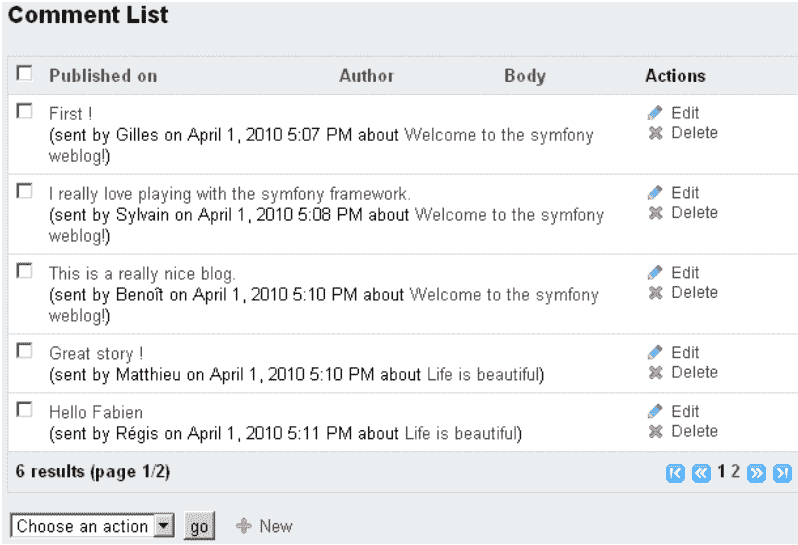 Comment List
Published on Author Body Actions
First !
(sent by Gilles on April 1, 2010 5:07 PM about Welcome to the symfony
weblog!)
Edit
Delete
I really love playing with the symfony framework.
(sent by Sylvain on April 1, 2010 5:08 PM about Welcome to the symfony
weblog!)
Edit
Delete
This is a really nice blog.
(sent by Benoît on April 1, 2010 5:10 PM about Welcome to the symfony
weblog!)
Edit
Delete
Great story !
(sent by Matthieu on April 1, 2010 5:10 PM about Life is beautiful)
Edit
Delete
Hello Fabien
(sent by Régis on April 1, 2010 5:11 PM about Life is beautiful)
Edit
Delete
6 results (page 1/2) 1 2
Choose an action go New